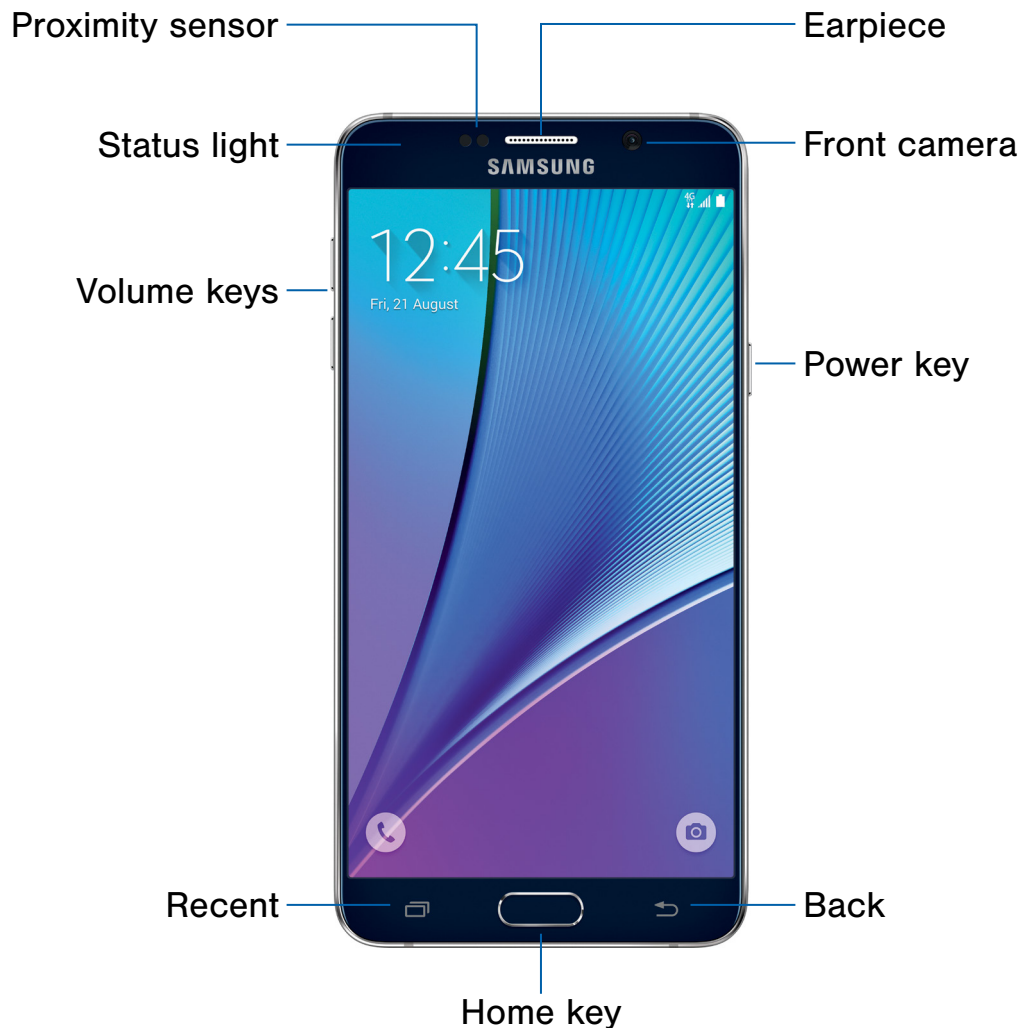 Proximity sensor
Earpiece
Status light
Front camera
SAMSUNG
4G
12:45
Fri, 21 August
Volume keys
Power key
Recent
Back
Home key